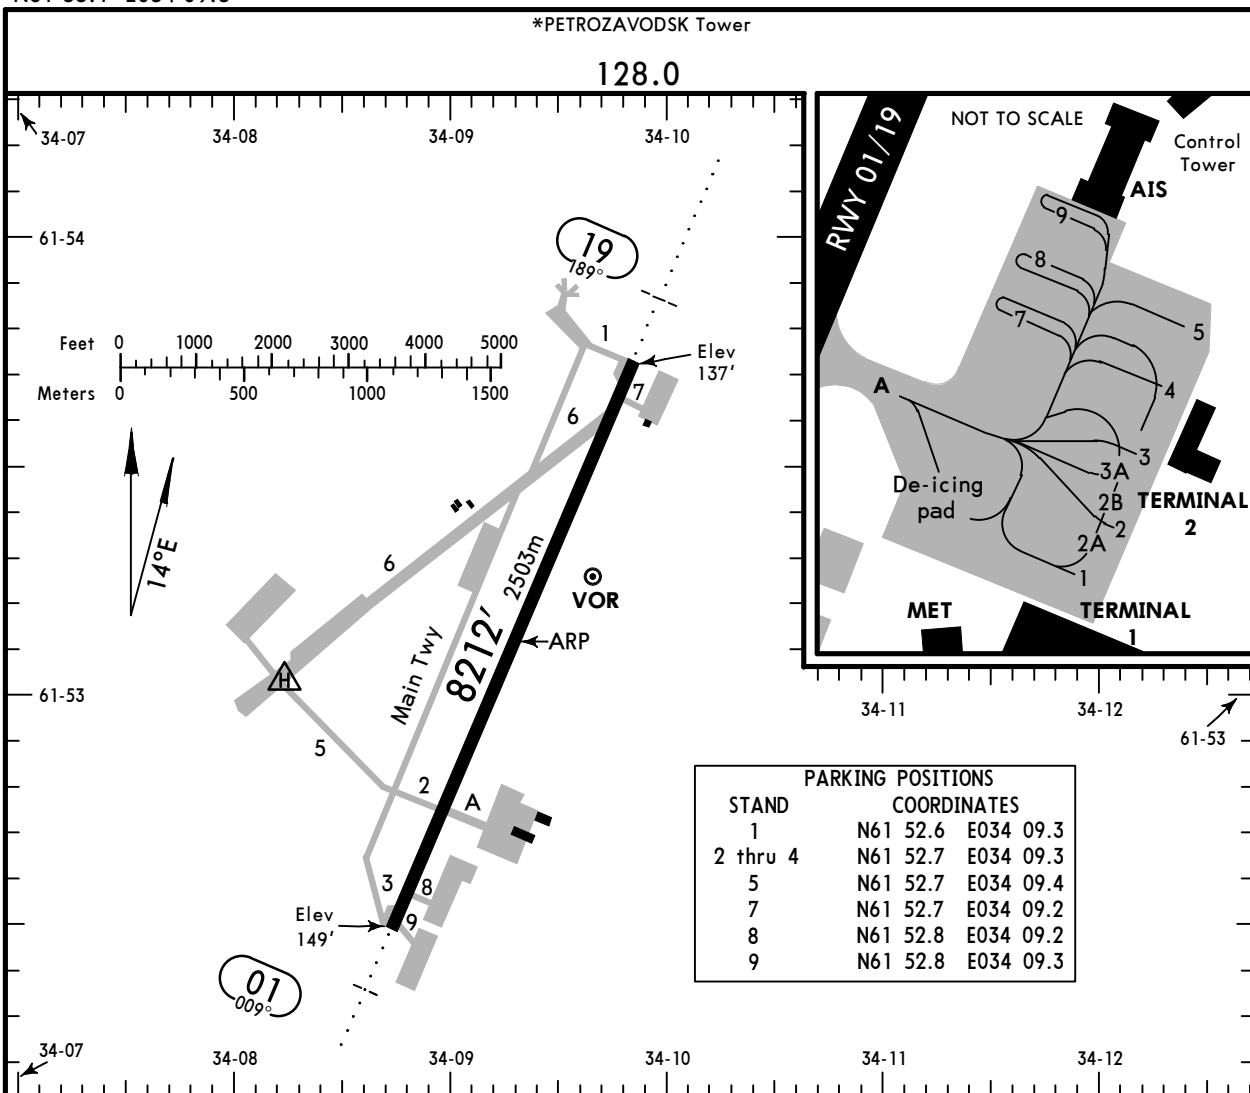 *PETROZAVODSK Tower
128.0
34-07
34-08
34-09
34-10
61-54
19
189°
Feet 0 1000 2000 3000 4000 5000
Meters 0 500 1000 1500
1
Elev
137'
7
6
14°E
6
2503m
8212'
VOR
ARP
Main Twy
H
61-53
5
2
A
3
8
9
Elev
149'
01
009°
34-07
34-08
34-09
34-10
34-11
34-12
NOT TO SCALE
RWY 01/19
Control
Tower
AIS
9
8
7
5
4
A
3
3A
De-icing
pad
2B
2
2A
1
TERMINAL
2
MET
TERMINAL
1
34-11
34-12
61-53
PARKING POSITIONS
STAND COORDINATES
1 N61 52.6 E034 09.3
2 thru 4 N61 52.7 E034 09.3
5 N61 52.7 E034 09.4
7 N61 52.7 E034 09.2
8 N61 52.8 E034 09.2
9 N61 52.8 E034 09.3